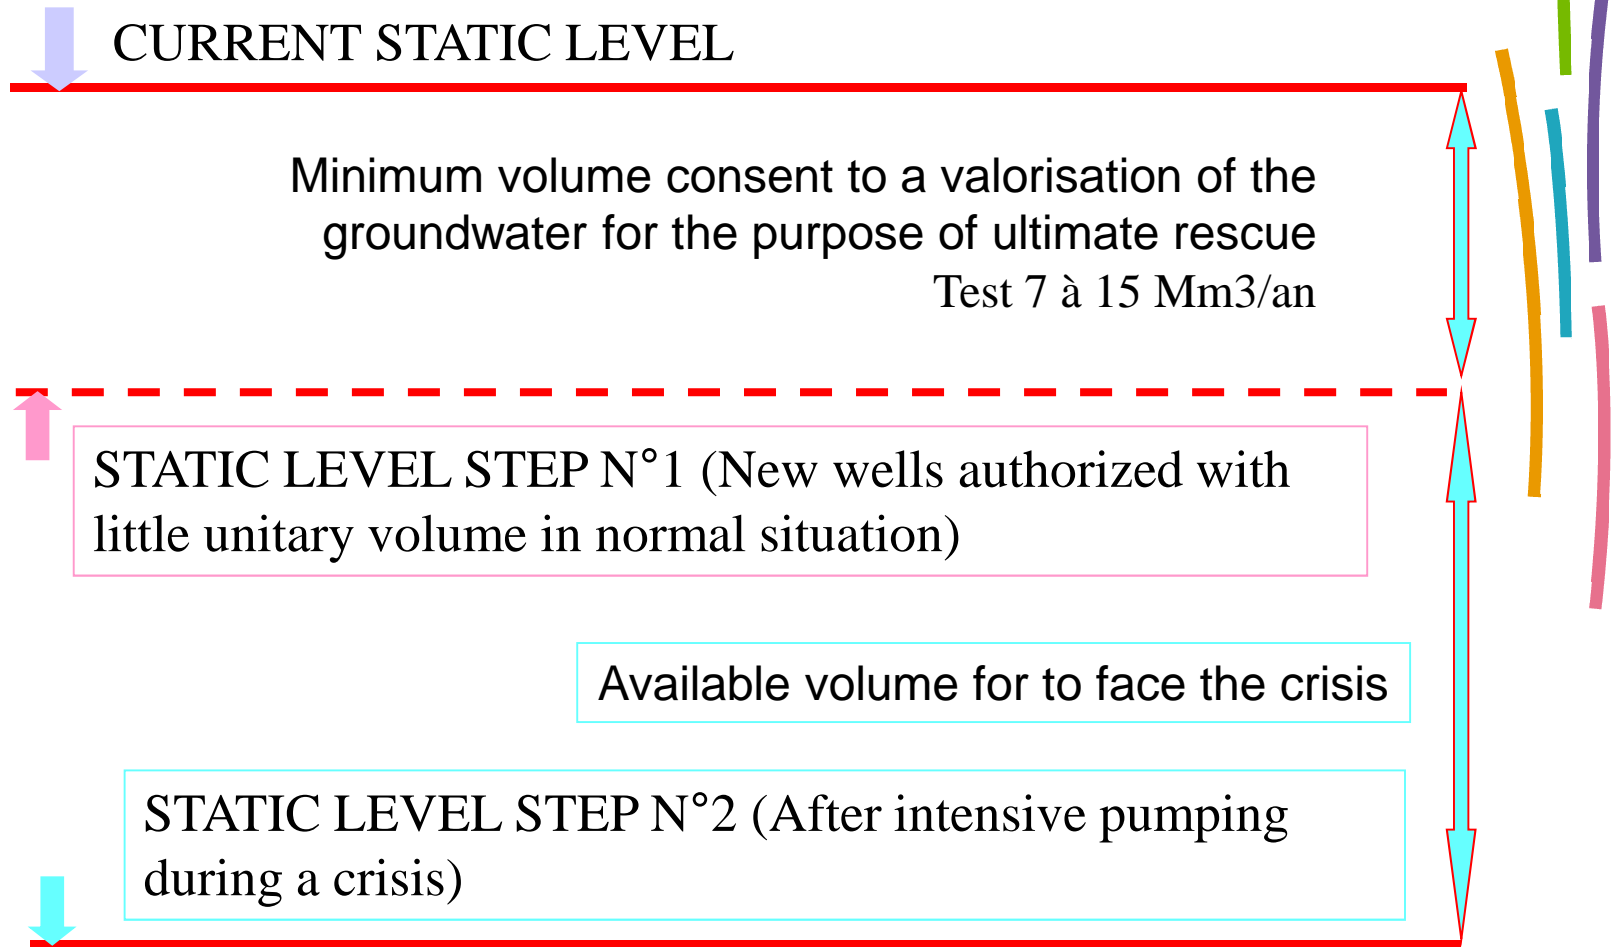 CURRENT STATIC LEVEL
Minimum volume consent to a valorisation of the
groundwater for the purpose of ultimate rescue
Test 7 à 15 Mm3/an
STATIC LEVEL STEP N°1 (New wells authorized with
little unitary volume in normal situation)
Available volume for to face the crisis
STATIC LEVEL STEP N°2 (After intensive pumping
during a crisis)